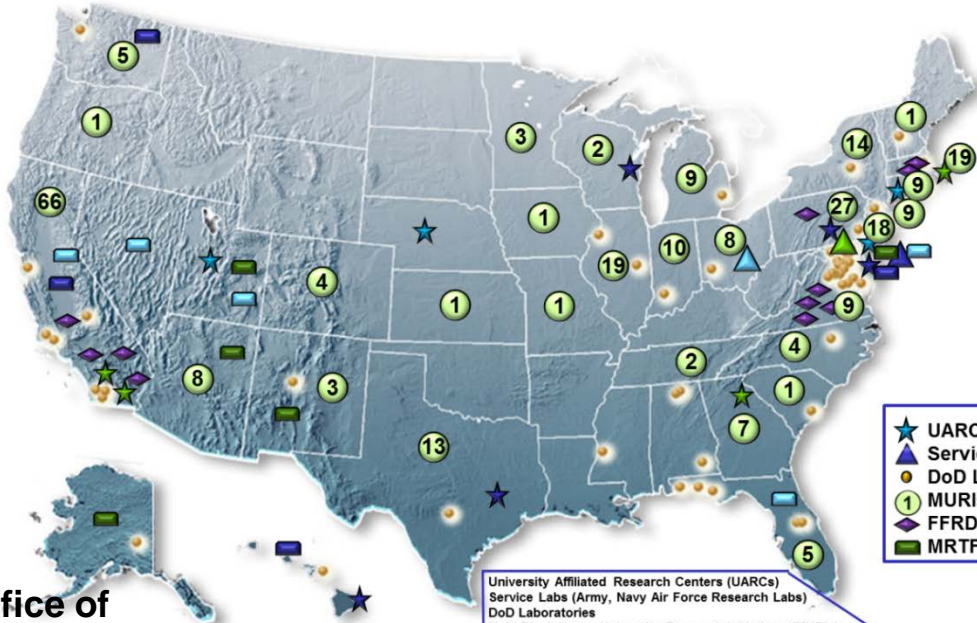 5
1
66
8
4
3
13
3
2
1
1
1
19
9
10
8
2
7
1
4
9
5
14
1
19
9
9
27
18
UARC
Servi
DoD L
1 MURI
FFRD
MRTF
University Affiliated Research Centers (UARCs)
Service Labs (Army, Navy Air Force Research Labs)
DoD Laboratories
fice of